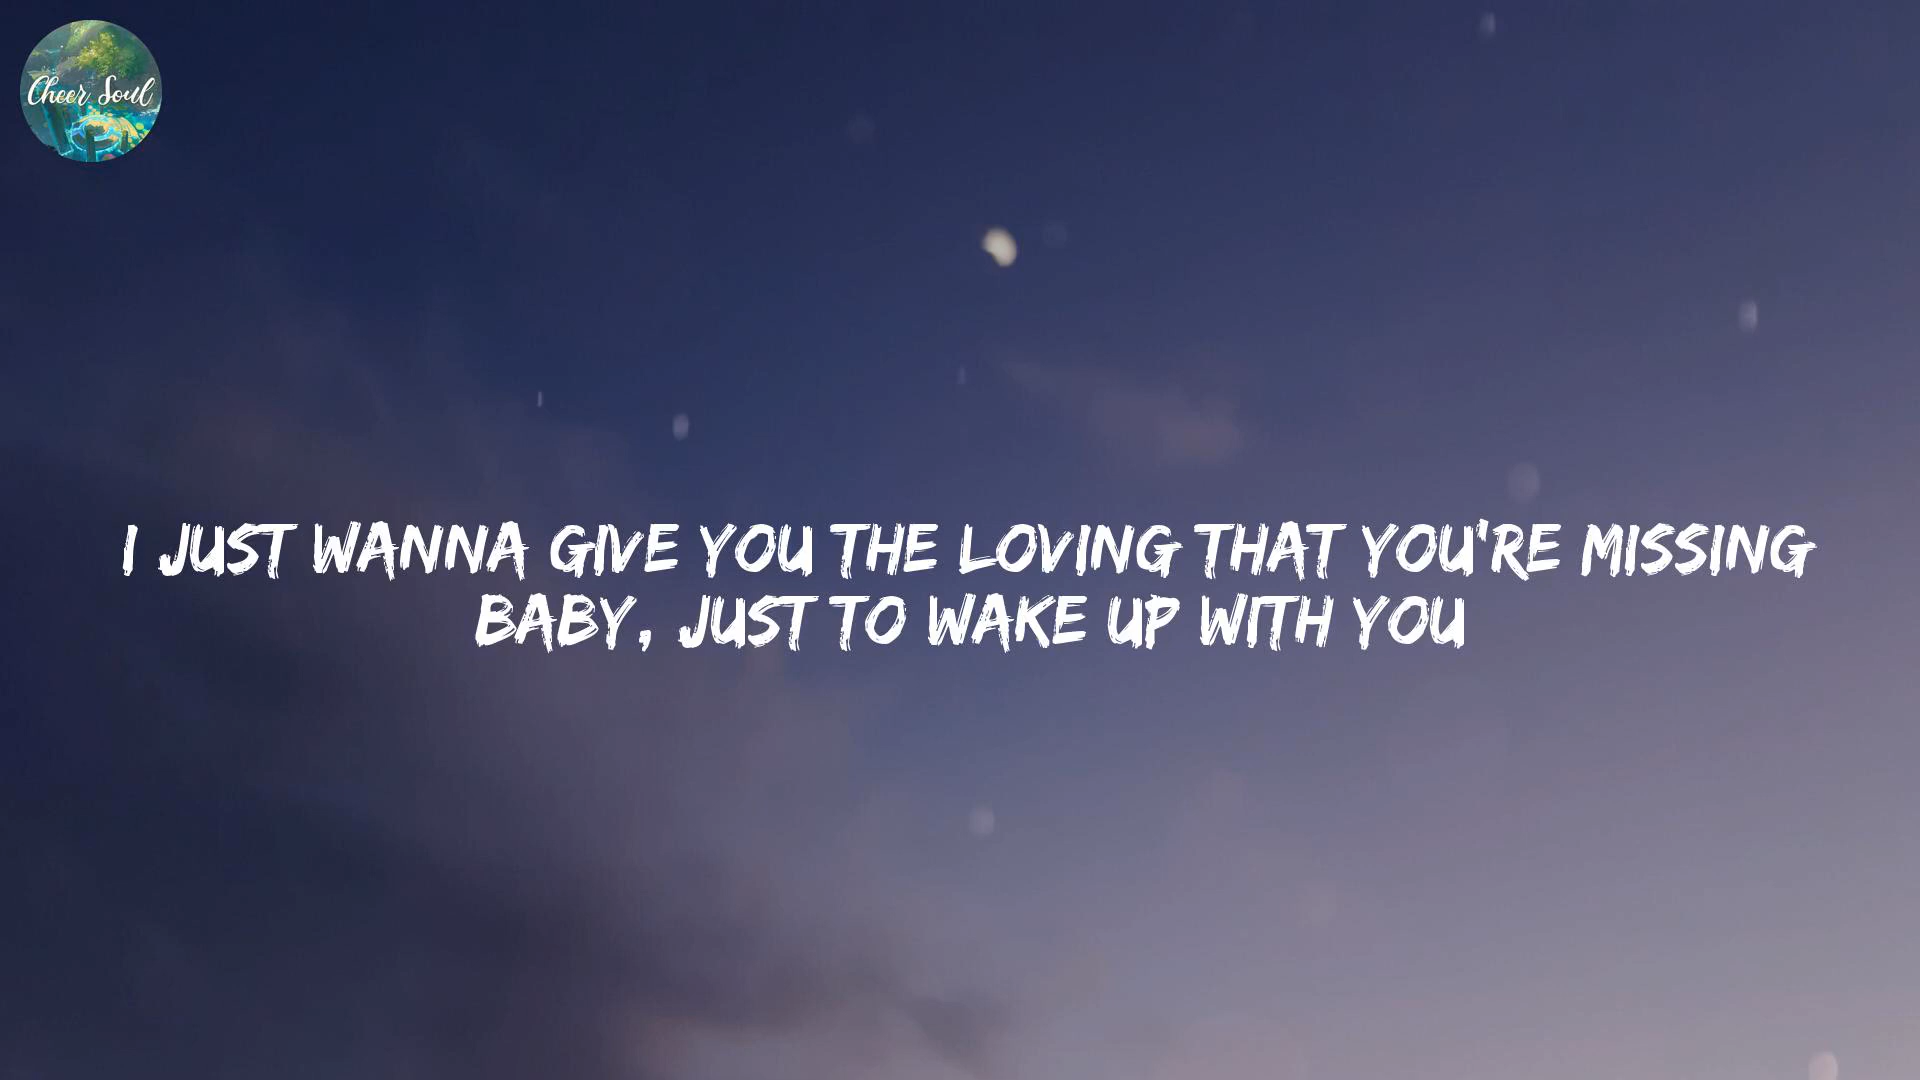 Cheer Soul
I JUST WANNA GIVE YOU THE LOVING THAT YOU'RE MISSING
BABY, JUST TO WAKE UP WITH YOU